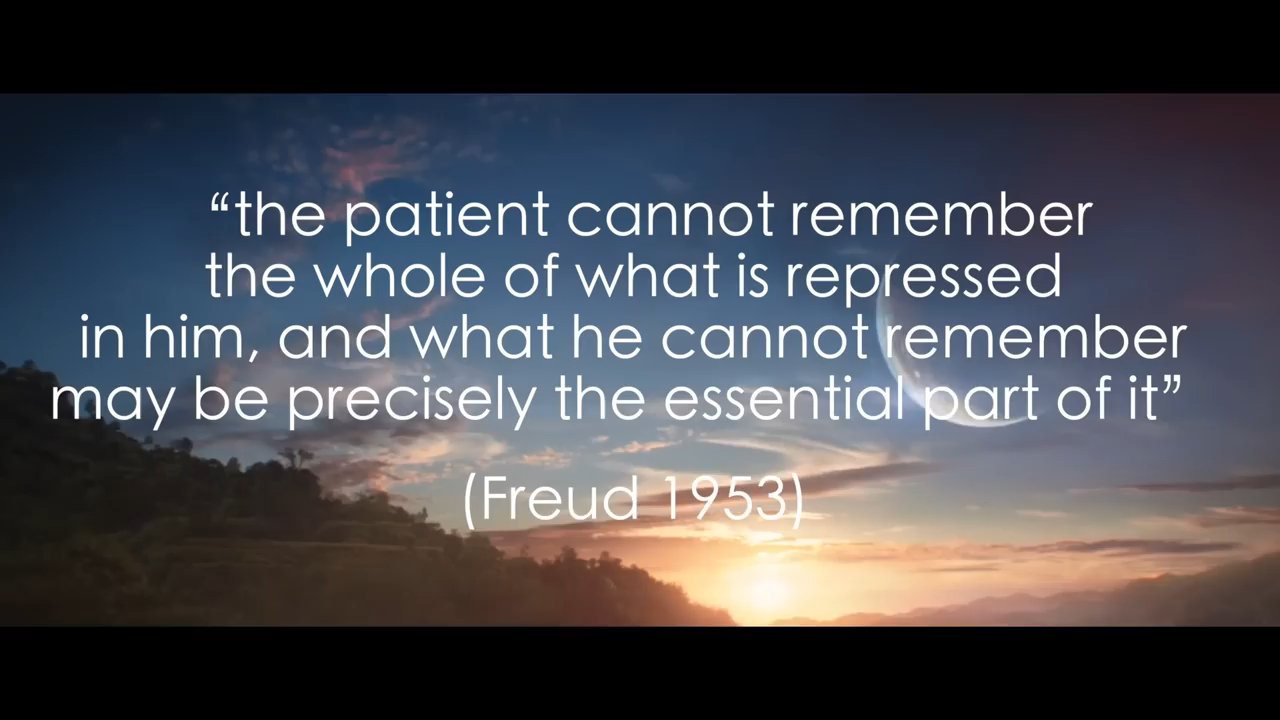 “the patient cannot remember
the whole of what is repressed
in him, and what he cannot remember
may be precisely the essential part of it”
(Freud 1953)